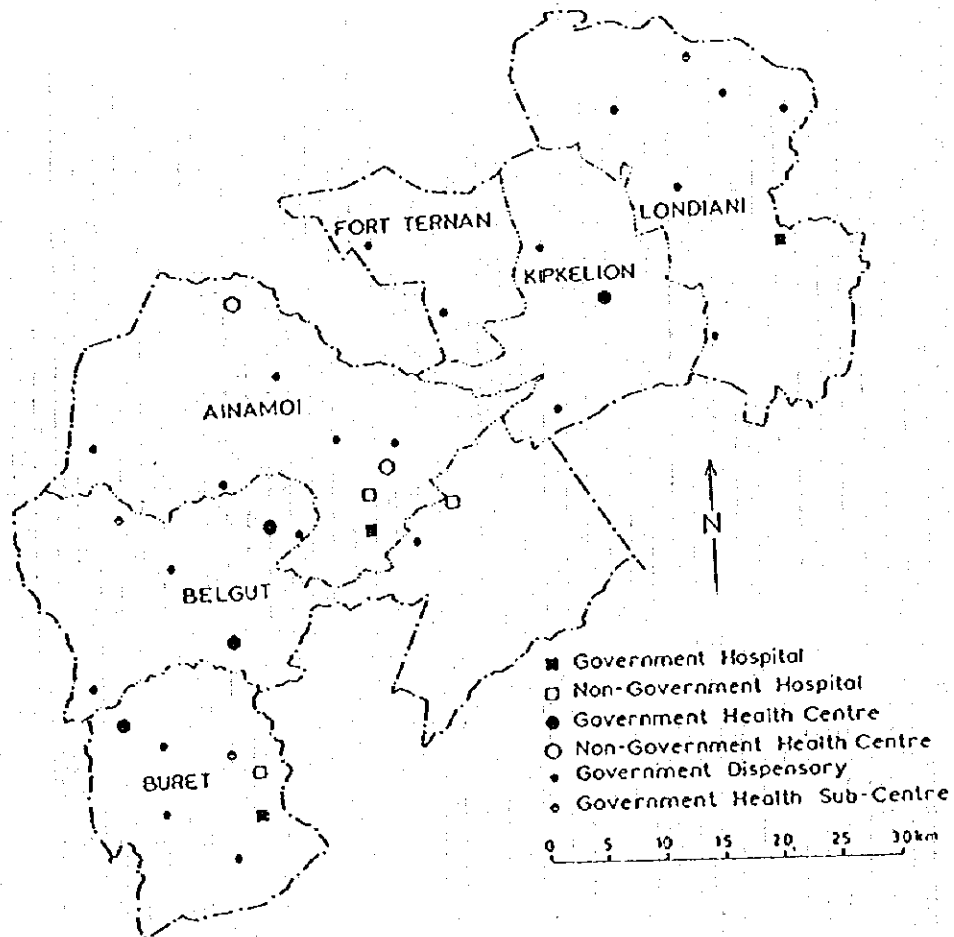 LONDIANI
FORT TERNAN
KIPKELION
AINAMOI
N
BELGUT
BURET
Government Hospital
Non-Government Hospital
Government Health Centre
Non-Government Health Centre
Government Dispensory
Government Health Sub-Centre
0 5 10 15 20 25 30km